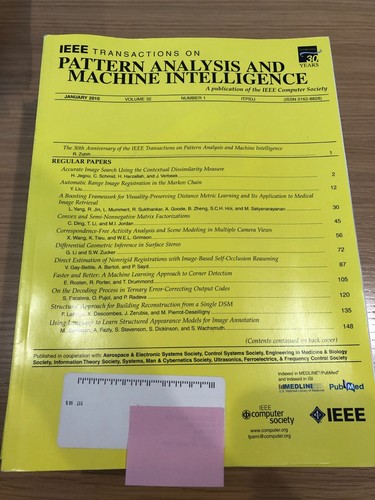 IEEE TRANSACTIONS ON
PATTERN ANALYSIS AND
MACHINE INTELLIGENCE
30 YEARS
A publication of the IEEE Computer Society
JANUARY 2010 VOLUME 32 NUMBER 1 ITPIDJ (ISSN 0162-8828)
The 30th Anniversary of the IEEE Transactions on Pattern Analysis and Machine Intelligence
R. Zabih 1
REGULAR PAPERS
Accurate Image Search Using the Contextual Dissimilarity Measure
H. Jegou, C. Schmid, H. Harzallah, and J. Verbeek 2
Automatic Range Image Registration in the Markov Chain
Y. Liu 12
A Boosting Framework for Visuality-Preserving Distance Metric Learning and Its Application to Medical
Image Retrieval
L. Yang, R. Jin, L. Mummert, R. Sukthankar, A. Goode, B. Zheng, S.C.H. Hoi, and M. Satyanarayanan 30
Convex and Semi-Nonnegative Matrix Factorizations
C. Ding, T. Li, and M.I. Jordan 45
Correspondence-Free Activity Analysis and Scene Modeling in Multiple Camera Views
X. Wang, K. Tieu, and W.E.L. Grimson 56
Differential Geometric Inference in Surface Stereo
G. Li and S.W. Zucker 72
Direct Estimation of Nonrigid Registrations with Image-Based Self-Occlusion Reasoning
V. Gay-Bellile, A. Bartoli, and P. Sayd 87
Faster and Better: A Machine Learning Approach to Corner Detection
E. Rosten, R. Porter, and T. Drummond 105
On the Decoding Process in Ternary Error-Correcting Output Codes
S. Escalera, O. Pujol, and P. Radeva 120
Structural Approach for Building Reconstruction from a Single DSM
F. Lafarge, X. Descombes, J. Zerubia, and M. Pierrot-Deseilligny 135
Using Language to Learn Structured Appearance Models for Image Annotation
M. Jamieson, A. Fazly, S. Stevenson, S. Dickinson, and S. Wachsmuth 148
(Contents continued on back cover)
Published in cooperation with: Aerospace & Electronic Systems Society, Control Systems Society, Engineering in Medicine & Biology
Society, Information Theory Society, Systems, Man & Cybernetics Society, Ultrasonics, Ferroelectrics, & Frequency Control Society
Indexed in MEDLINE®/PubMed®
MEDLINE
PubMed
IEEE
computer
society
IEEE
www.computer.org
tpami@computer.org